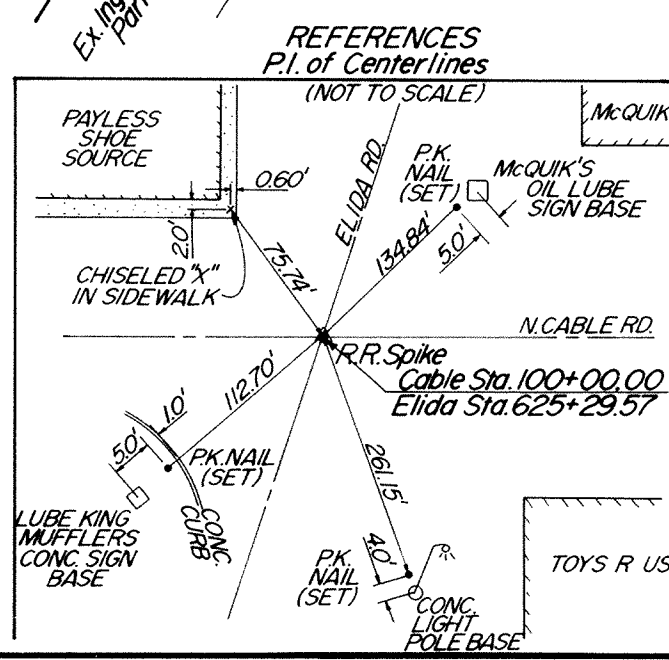 Ex. Ing
Par
REFERENCES
P.I. of Centerlines
(NOT TO SCALE)
PAYLESS
SHOE
SOURCE
McQUIK
0.60'
2.0'
CHISELED "X"
IN SIDEWALK
75.74'
ELIDA RD.
P.K.
NAIL
(SET)
McQUIK'S
OIL LUBE
SIGN BASE
134.84'
5.0'
N. CABLE RD.
R.R. Spike
Cable Sta. 100+00.00
Elida Sta. 625+29.57
112.70'
1.0'
5.0'
P.K. NAIL
(SET)
CONC.
CURB
LUBE KING
MUFFLERS
CONC. SIGN
BASE
261.15'
4.0'
P.K.
NAIL
(SET)
CONC.
LIGHT
POLE BASE
TOYS R US